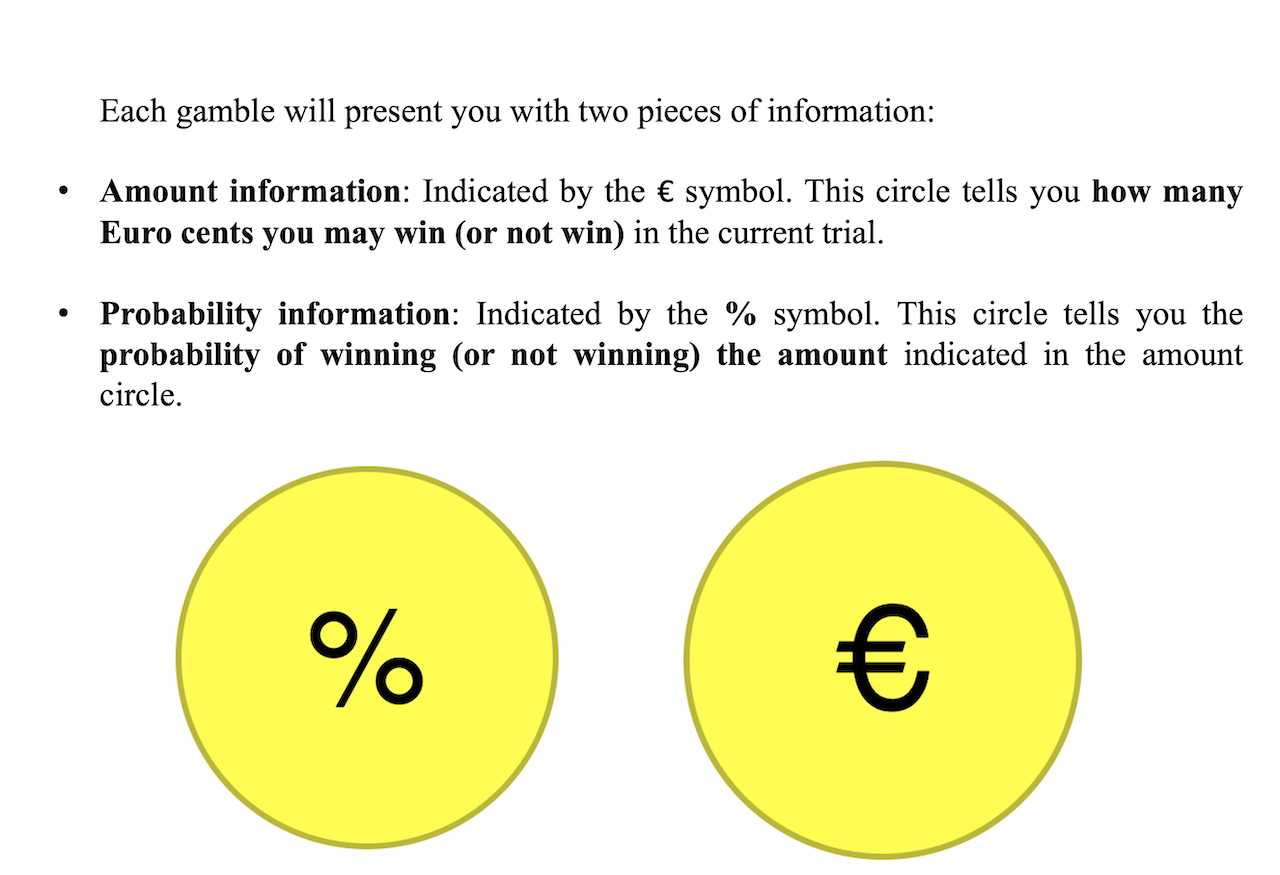 Each gamble will present you with two pieces of information:
• Amount information: Indicated by the € symbol. This circle tells you how many
Euro cents you may win (or not win) in the current trial.
• Probability information: Indicated by the % symbol. This circle tells you the
probability of winning (or not winning) the amount indicated in the amount
circle.
% €